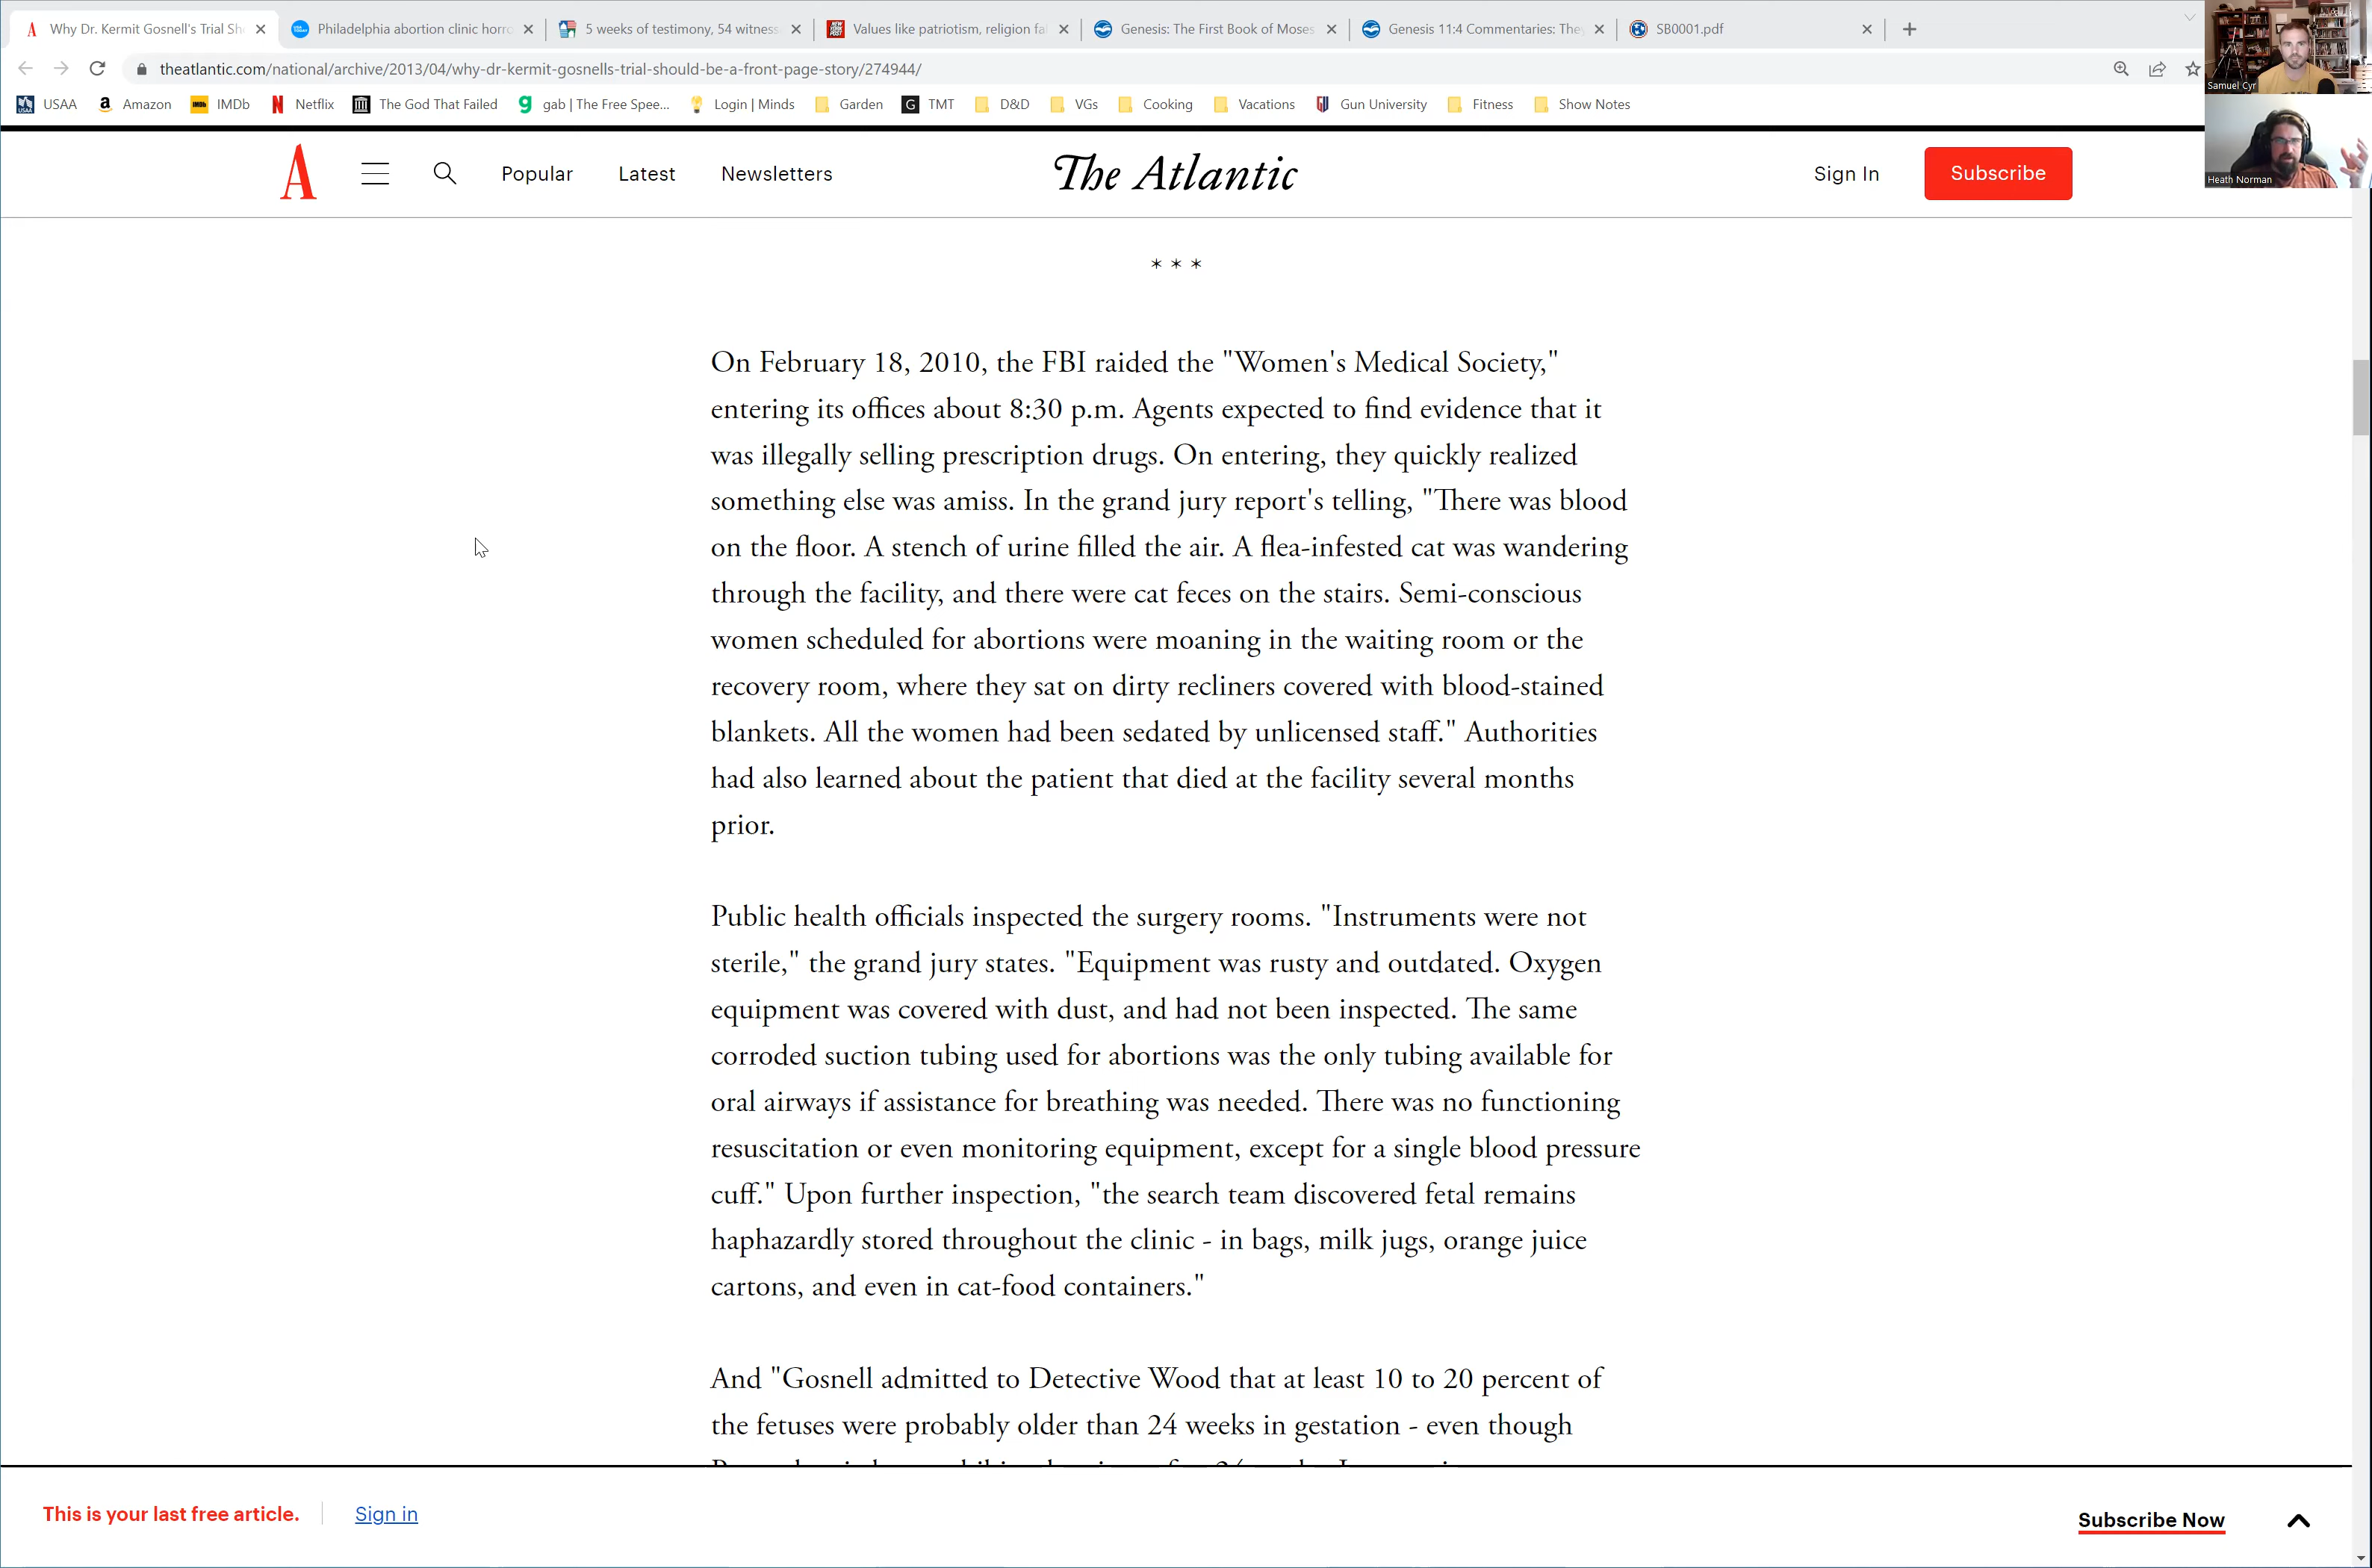 Why Dr. Kermit Gosnell's Trial Sh
Philadelphia abortion clinic horro
5 weeks of testimony, 54 witness
Values like patriotism, religion fa
Genesis: The First Book of Moses
Genesis 11:4 Commentaries: The
SB0001.pdf
theatlantic.com/national/archive/2013/04/why-dr-kermit-gosnells-trial-should-be-a-front-page-story/274944/
USAA Amazon IMDb Netflix The God That Failed gab | The Free Spee... Login | Minds Garden TMT D&D VGs Cooking Vacations Gun University Fitness Show Notes
Samuel Cyr
Heath Norman
A Popular Latest Newsletters The Atlantic Sign In Subscribe
* * *
On February 18, 2010, the FBI raided the "Women's Medical Society,"
entering its offices about 8:30 p.m. Agents expected to find evidence that it
was illegally selling prescription drugs. On entering, they quickly realized
something else was amiss. In the grand jury report's telling, "There was blood
on the floor. A stench of urine filled the air. A flea-infested cat was wandering
through the facility, and there were cat feces on the stairs. Semi-conscious
women scheduled for abortions were moaning in the waiting room or the
recovery room, where they sat on dirty recliners covered with blood-stained
blankets. All the women had been sedated by unlicensed staff." Authorities
had also learned about the patient that died at the facility several months
prior.
Public health officials inspected the surgery rooms. "Instruments were not
sterile," the grand jury states. "Equipment was rusty and outdated. Oxygen
equipment was covered with dust, and had not been inspected. The same
corroded suction tubing used for abortions was the only tubing available for
oral airways if assistance for breathing was needed. There was no functioning
resuscitation or even monitoring equipment, except for a single blood pressure
cuff." Upon further inspection, "the search team discovered fetal remains
haphazardly stored throughout the clinic - in bags, milk jugs, orange juice
cartons, and even in cat-food containers."
And "Gosnell admitted to Detective Wood that at least 10 to 20 percent of
the fetuses were probably older than 24 weeks in gestation - even though
This is your last free article.
Sign in
Subscribe Now